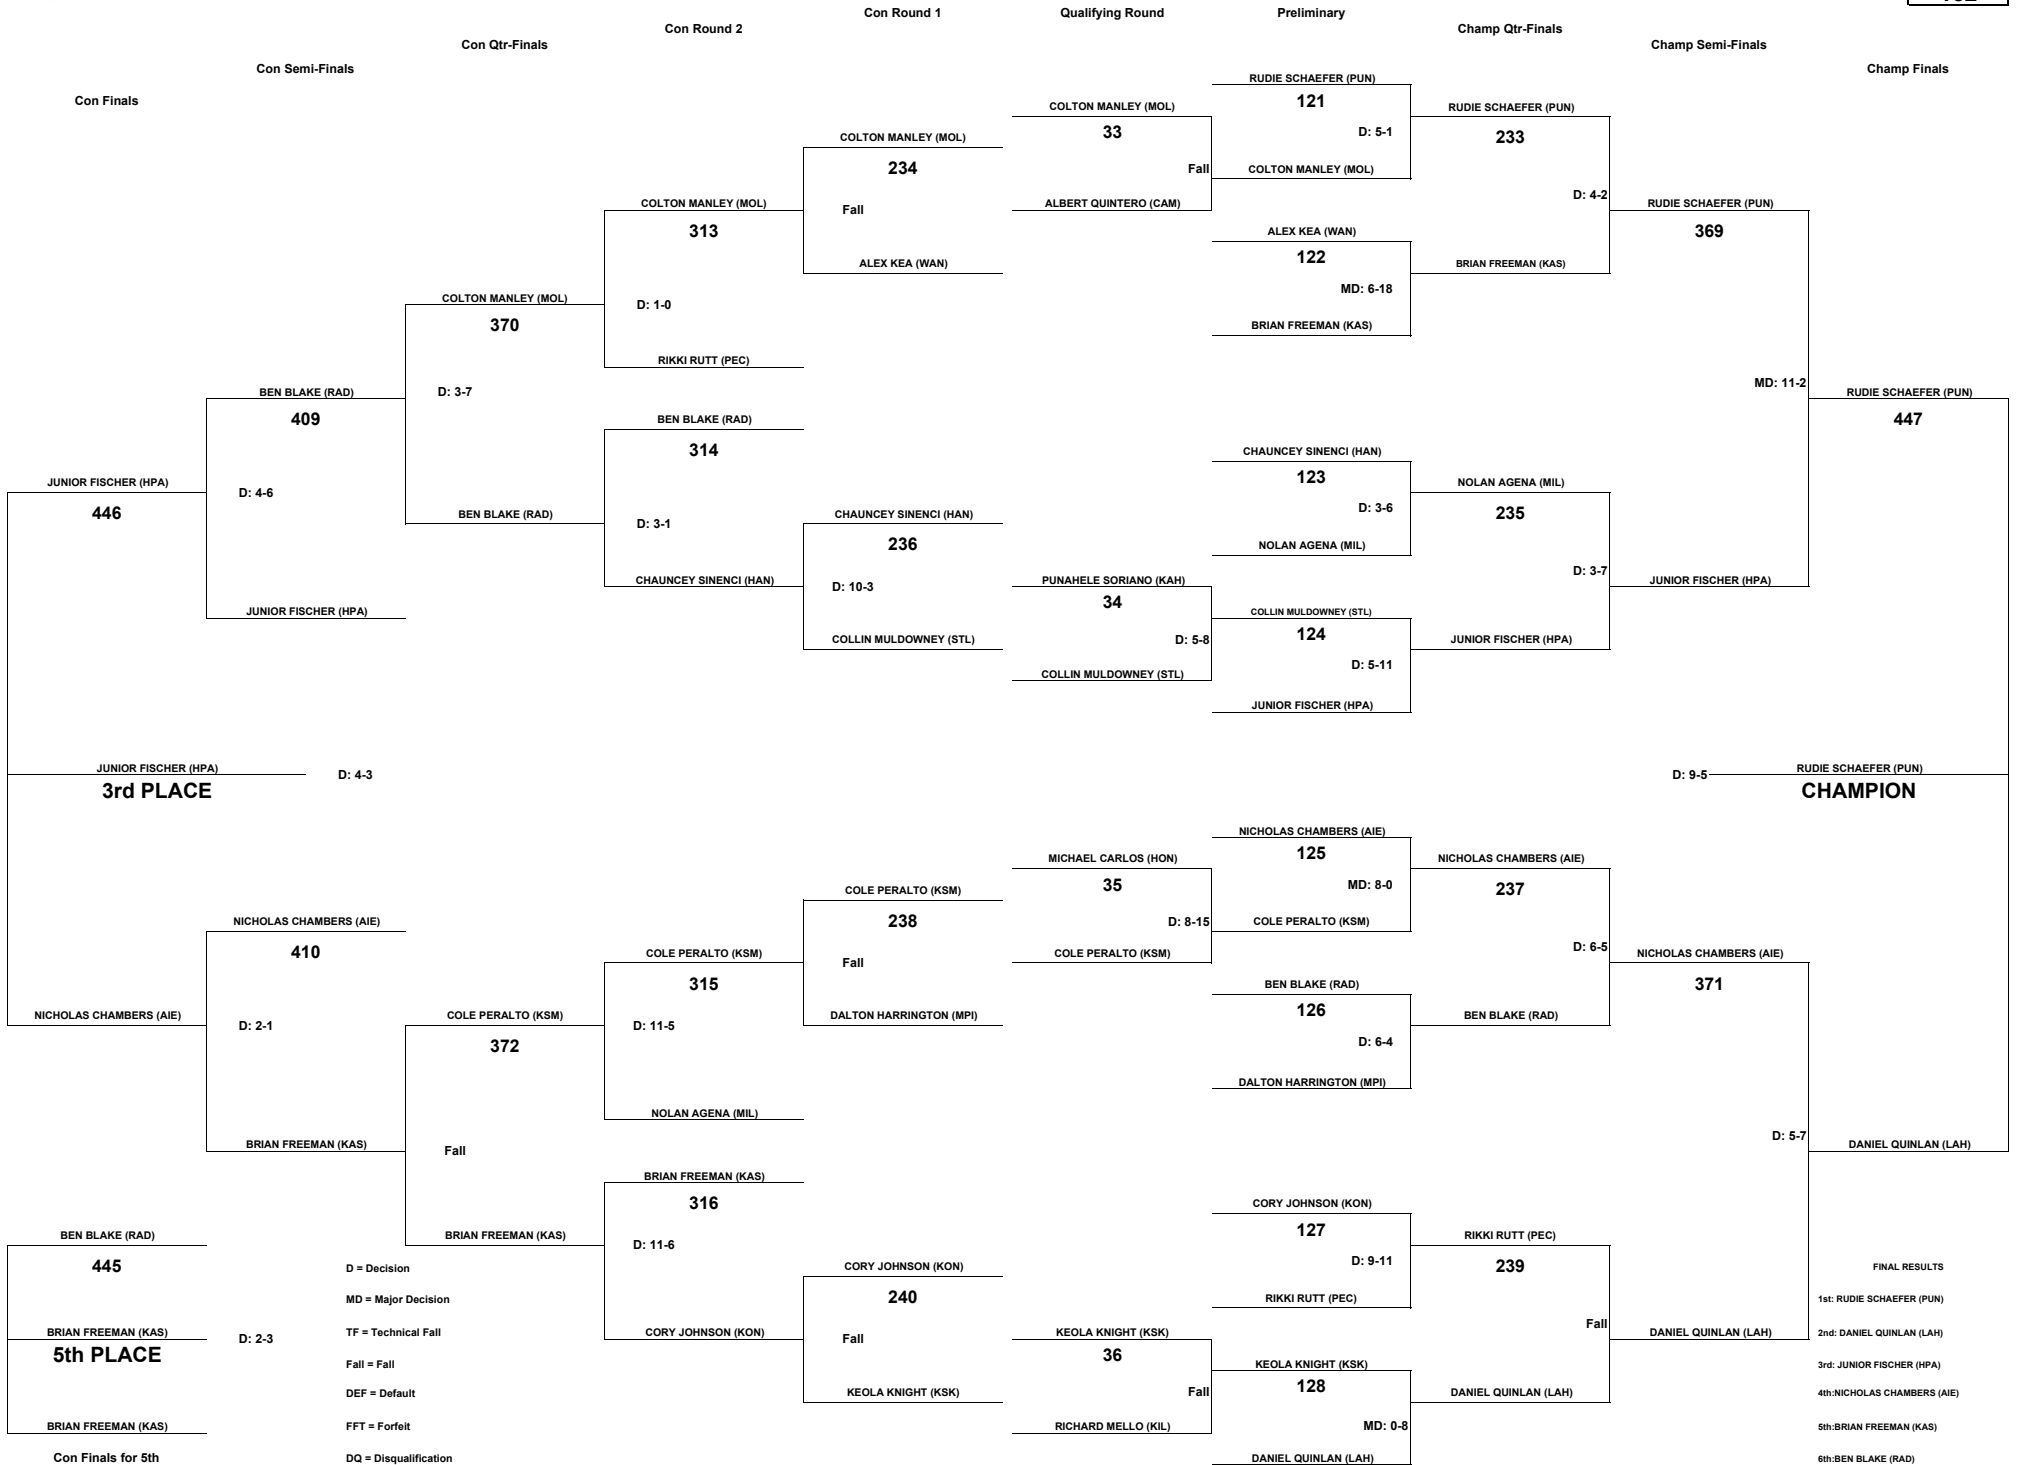 Con Round 1
Qualifying Round
Preliminary
Con Round 2
Champ Qtr-Finals
Con Qtr-Finals
Champ Semi-Finals
Con Semi-Finals
Champ Finals
Con Finals
RUDIE SCHAEFER (PUN)
121
D: 5-1
COLTON MANLEY (MOL)
COLTON MANLEY (MOL)
33
Fall
ALBERT QUINTERO (CAM)
RUDIE SCHAEFER (PUN)
233
D: 4-2
BRIAN FREEMAN (KAS)
COLTON MANLEY (MOL)
234
Fall
ALEX KEA (WAN)
ALEX KEA (WAN)
122
MD: 6-18
BRIAN FREEMAN (KAS)
COLTON MANLEY (MOL)
313
D: 1-0
RIKKI RUTT (PEC)
RUDIE SCHAEFER (PUN)
369
MD: 11-2
JUNIOR FISCHER (HPA)
COLTON MANLEY (MOL)
370
D: 3-7
BEN BLAKE (RAD)
BEN BLAKE (RAD)
409
D: 4-6
JUNIOR FISCHER (HPA)
BEN BLAKE (RAD)
314
D: 3-1
CHAUNCEY SINENCI (HAN)
RUDIE SCHAEFER (PUN)
447
CHAUNCEY SINENCI (HAN)
123
D: 3-6
NOLAN AGENA (MIL)
JUNIOR FISCHER (HPA)
446
NOLAN AGENA (MIL)
235
D: 3-7
JUNIOR FISCHER (HPA)
CHAUNCEY SINENCI (HAN)
236
D: 10-3
COLLIN MULDOWNEY (STL)
PUNAHELE SORIANO (KAH)
34
D: 5-8
COLLIN MULDOWNEY (STL)
COLLIN MULDOWNEY (STL)
124
D: 5-11
JUNIOR FISCHER (HPA)
JUNIOR FISCHER (HPA)
D: 4-3
3rd PLACE
D: 9-5
RUDIE SCHAEFER (PUN)
CHAMPION
NICHOLAS CHAMBERS (AIE)
125
MD: 8-0
COLE PERALTO (KSM)
MICHAEL CARLOS (HON)
35
D: 8-15
COLE PERALTO (KSM)
NICHOLAS CHAMBERS (AIE)
237
D: 6-5
BEN BLAKE (RAD)
COLE PERALTO (KSM)
238
Fall
DALTON HARRINGTON (MPI)
NICHOLAS CHAMBERS (AIE)
410
D: 2-1
BRIAN FREEMAN (KAS)
COLE PERALTO (KSM)
315
D: 11-5
NOLAN AGENA (MIL)
NICHOLAS CHAMBERS (AIE)
371
D: 5-7
DANIEL QUINLAN (LAH)
BEN BLAKE (RAD)
126
D: 6-4
DALTON HARRINGTON (MPI)
NICHOLAS CHAMBERS (AIE)
COLE PERALTO (KSM)
372
Fall
BRIAN FREEMAN (KAS)
DANIEL QUINLAN (LAH)
BRIAN FREEMAN (KAS)
316
D: 11-6
CORY JOHNSON (KON)
CORY JOHNSON (KON)
127
D: 9-11
RIKKI RUTT (PEC)
RIKKI RUTT (PEC)
239
Fall
DANIEL QUINLAN (LAH)
CORY JOHNSON (KON)
240
Fall
KEOLA KNIGHT (KSK)
KEOLA KNIGHT (KSK)
36
Fall
RICHARD MELLO (KIL)
KEOLA KNIGHT (KSK)
128
MD: 0-8
DANIEL QUINLAN (LAH)
BEN BLAKE (RAD)
445
BRIAN FREEMAN (KAS)
D: 2-3
5th PLACE
BRIAN FREEMAN (KAS)
Con Finals for 5th
D = Decision
MD = Major Decision
TF = Technical Fall
Fall = Fall
DEF = Default
FFT = Forfeit
DQ = Disqualification
FINAL RESULTS
1st: RUDIE SCHAEFER (PUN)
2nd: DANIEL QUINLAN (LAH)
3rd: JUNIOR FISCHER (HPA)
4th:NICHOLAS CHAMBERS (AIE)
5th:BRIAN FREEMAN (KAS)
6th:BEN BLAKE (RAD)